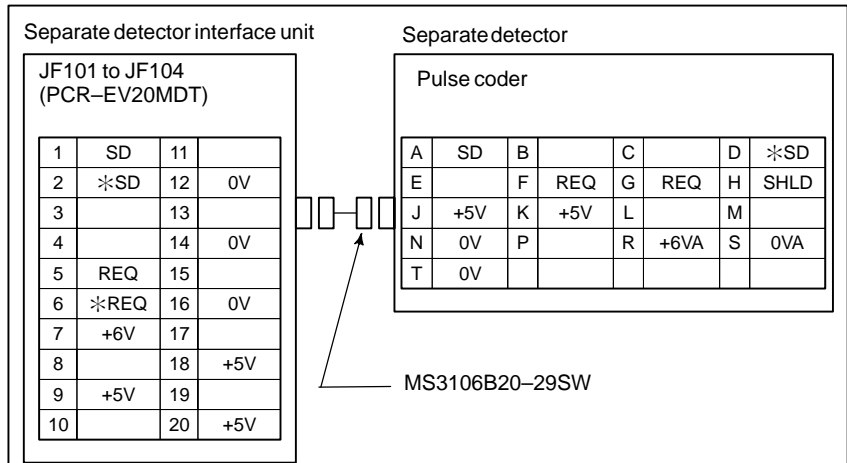 Separate detector interface unit
JF101 to JF104
(PCR–EV20MDT)
1 SD 11
2 ✳SD 12 0V
3 13
4 14 0V
5 REQ 15
6 ✳REQ 16 0V
7 +6V 17
8 18 +5V
9 +5V 19
10 20 +5V
Separate detector
Pulse coder
A SD B C D ✳SD
E F REQ G REQ H SHLD
J +5V K +5V L M
N 0V P R +6VA S 0VA
T 0V
MS3106B20–29SW